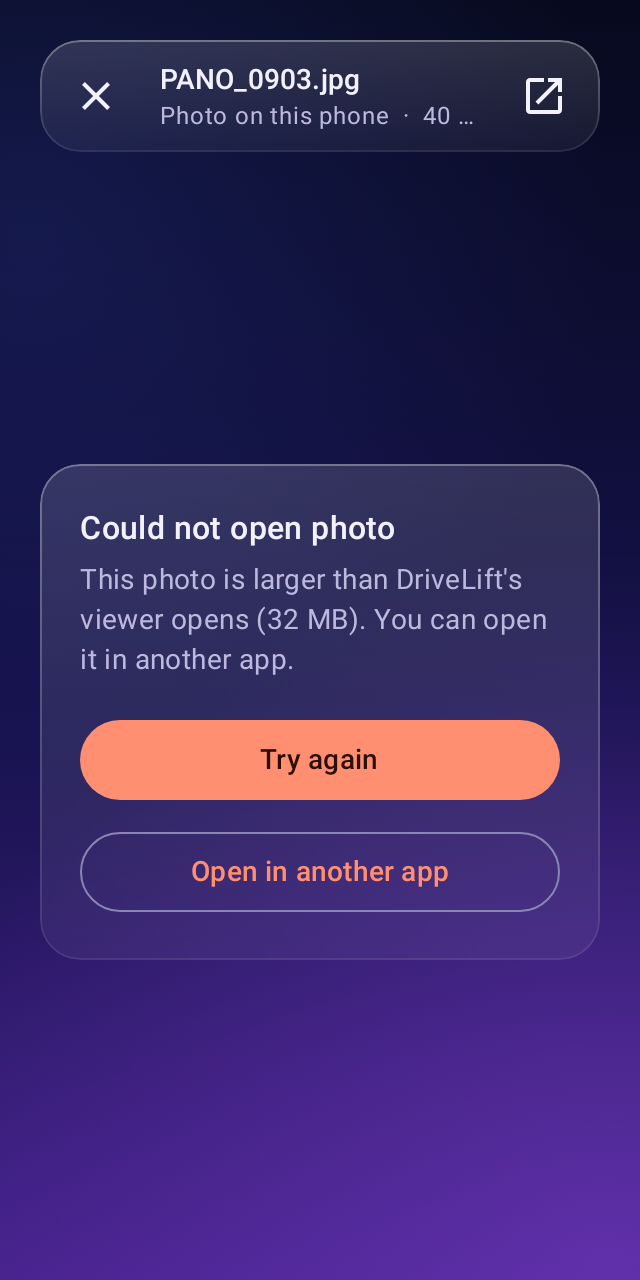 PANO_0903.jpg
Photo on this phone · 40 …
Could not open photo
This photo is larger than DriveLift's
viewer opens (32 MB). You can open
it in another app.
Try again
Open in another app